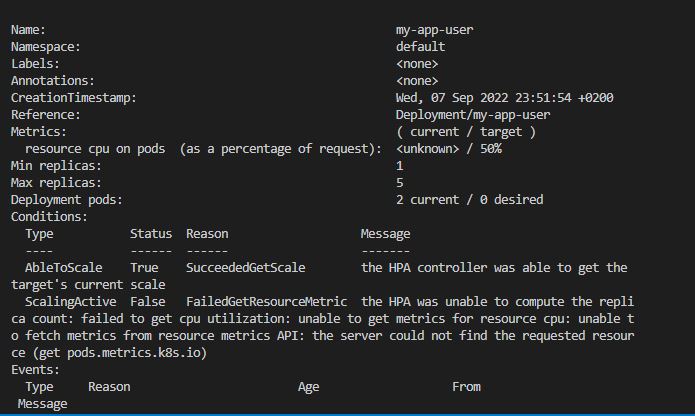 Name: my-app-user
Namespace: default
Labels: <none>
Annotations: <none>
CreationTimestamp: Wed, 07 Sep 2022 23:51:54 +0200
Reference: Deployment/my-app-user
Metrics: ( current / target )
resource cpu on pods (as a percentage of request): <unknown> / 50%
Min replicas: 1
Max replicas: 5
Deployment pods: 2 current / 0 desired
Conditions:
Type Status Reason Message
---- ------ ------ -------
AbleToScale True SucceededGetScale the HPA controller was able to get the
target's current scale
ScalingActive False FailedGetResourceMetric the HPA was unable to compute the repli
ca count: failed to get cpu utilization: unable to get metrics for resource cpu: unable t
o fetch metrics from resource metrics API: the server could not find the requested resour
ce (get pods.metrics.k8s.io)
Events:
Type Reason Age From
Message